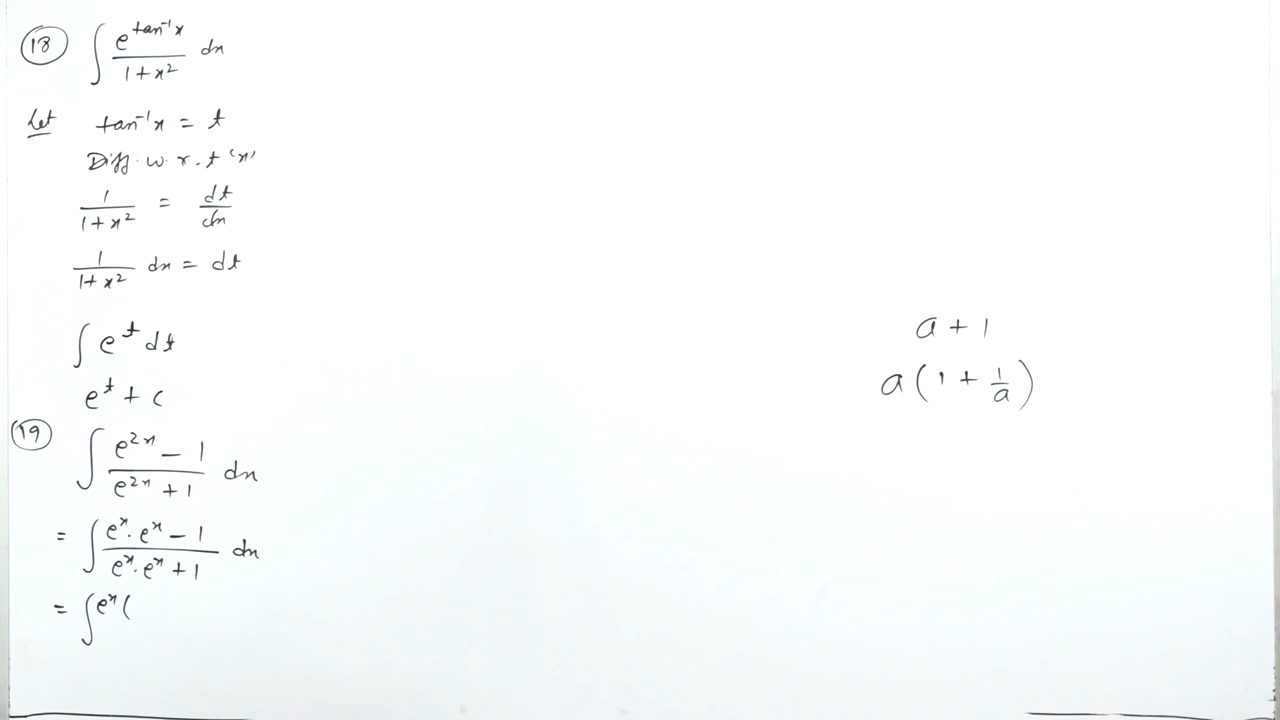 (18) ∫ e^(tan⁻¹x) / (1+x²) dx
Let tan⁻¹x = t
Diff. w. r. t 'x'
1/(1+x²) = dt/dx
1/(1+x²) dx = dt
∫ e^t dt
e^t + c
(19) ∫ (e^(2x) − 1)/(e^(2x) + 1) dx
= ∫ (e^x · e^x − 1)/(e^x · e^x + 1) dx
= ∫ e^x (
a + 1
a(1 + 1/a)